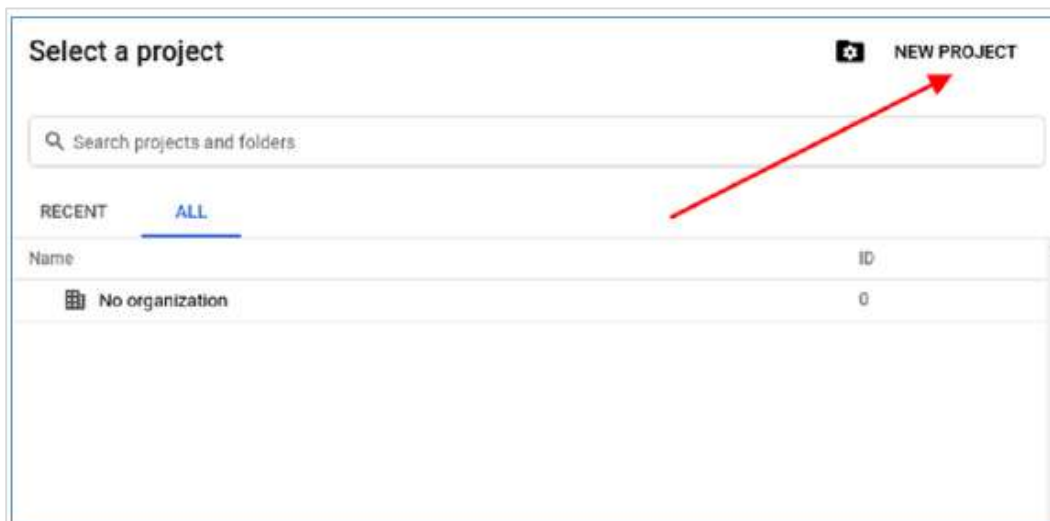 Select a project
NEW PROJECT
Search projects and folders
RECENT ALL
Name ID
No organization 0